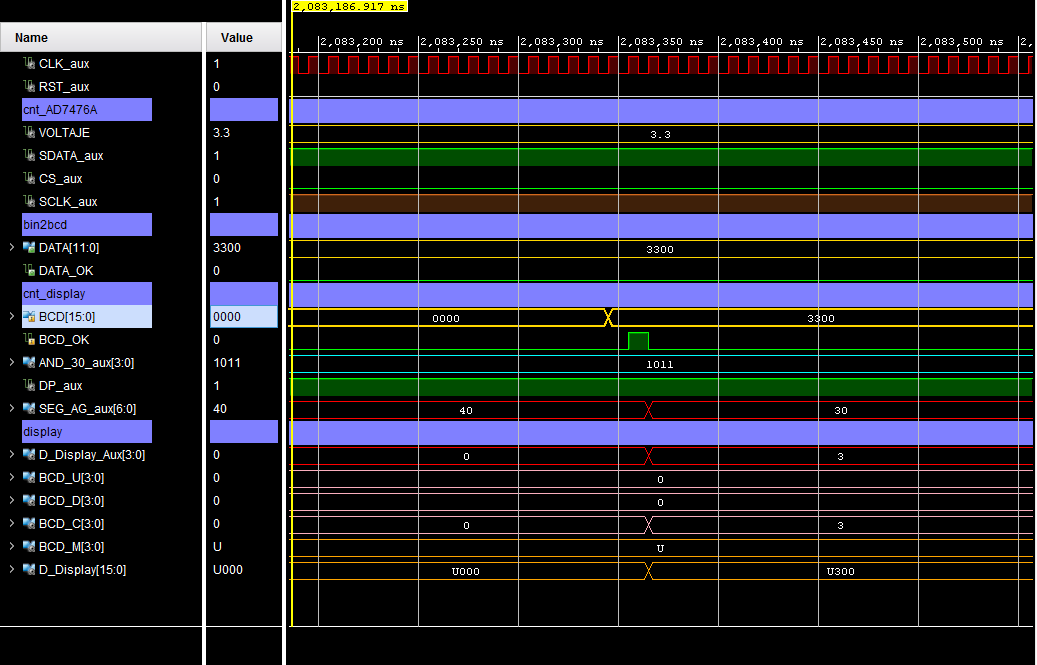 2,083,186.917 ns
Name Value 2,083,200 ns 2,083,250 ns 2,083,300 ns 2,083,350 ns 2,083,400 ns 2,083,450 ns 2,083,500 ns 2,
CLK_aux 1
RST_aux 0
cnt_AD7476A
VOLTAJE 3.3 3.3
SDATA_aux 1
CS_aux 0
SCLK_aux 1
bin2bcd
DATA[11:0] 3300 3300
DATA_OK 0
cnt_display
BCD[15:0] 0000 0000 3300
BCD_OK 0
AND_30_aux[3:0] 1011 1011
DP_aux 1
SEG_AG_aux[6:0] 40 40 30
display
D_Display_Aux[3:0] 0 0 3
BCD_U[3:0] 0 0
BCD_D[3:0] 0 0
BCD_C[3:0] 0 0 3
BCD_M[3:0] U U
D_Display[15:0] U000 U000 U300